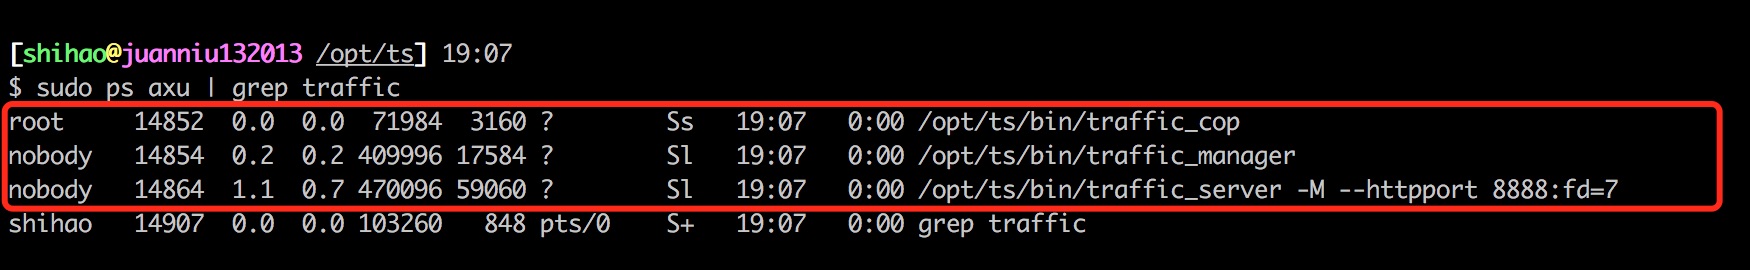 [shihao@juanniu132013 /opt/ts] 19:07
$ sudo ps axu | grep traffic
root     14852  0.0  0.0  71984  3160 ?        Ss   19:07   0:00 /opt/ts/bin/traffic_cop
nobody   14854  0.2  0.2 409996 17584 ?        Sl   19:07   0:00 /opt/ts/bin/traffic_manager
nobody   14864  1.1  0.7 470096 59060 ?        Sl   19:07   0:00 /opt/ts/bin/traffic_server -M --httpport 8888:fd=7
shihao   14907  0.0  0.0 103260   848 pts/0    S+   19:07   0:00 grep traffic